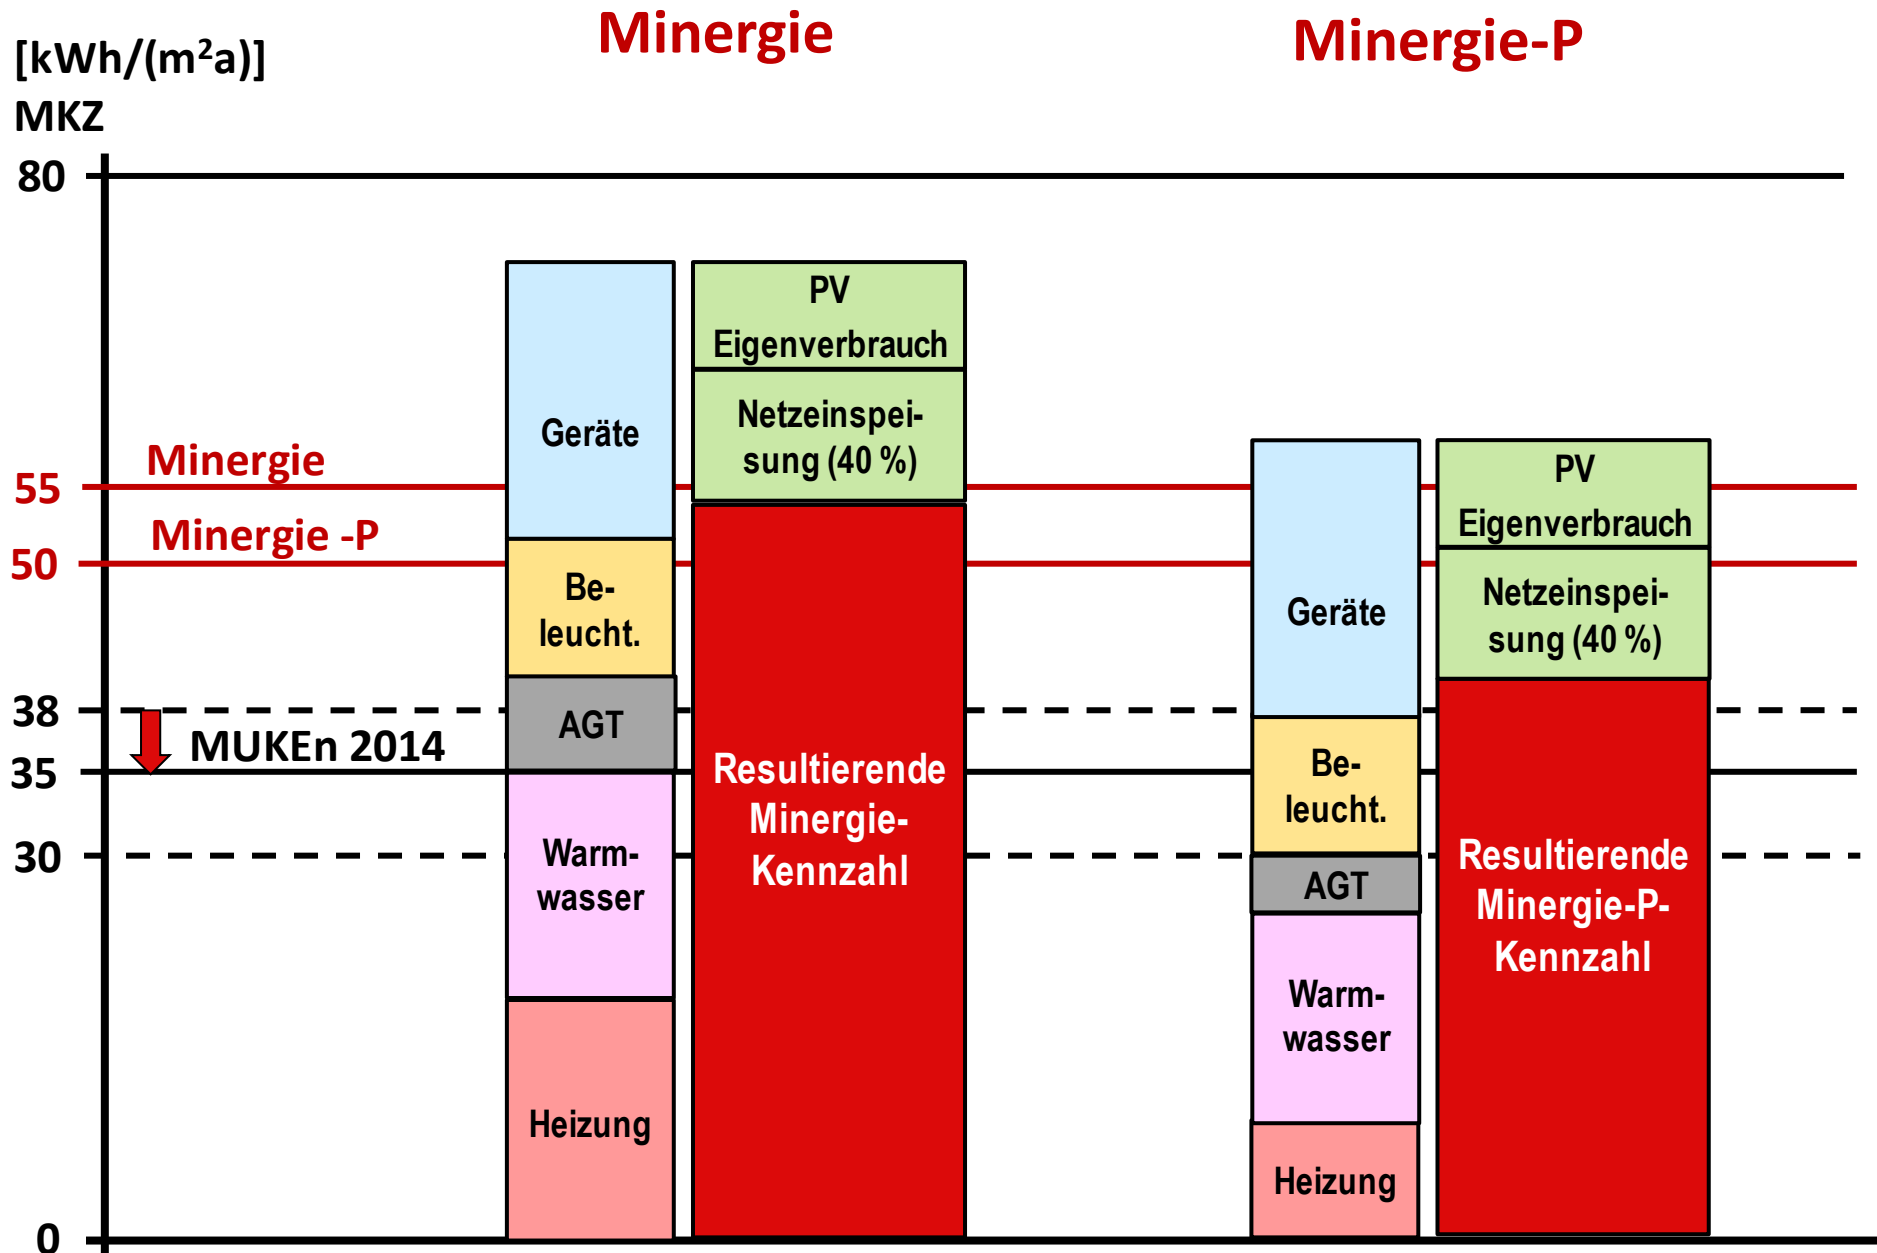 Minergie
Minergie-P
[kWh/(m²a)]
MKZ
80
55
50
38
35
30
0
Minergie
Minergie -P
MUKEn 2014
Geräte
Be-
leucht.
AGT
Warm-
wasser
Heizung
PV
Eigenverbrauch
Netzeinspei-
sung (40 %)
Resultierende
Minergie-
Kennzahl
Geräte
Be-
leucht.
AGT
Warm-
wasser
Heizung
PV
Eigenverbrauch
Netzeinspei-
sung (40 %)
Resultierende
Minergie-P-
Kennzahl